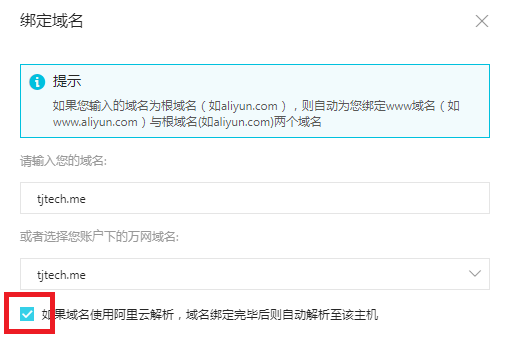 绑定域名
提示
如果您输入的域名为根域名（如aliyun.com），则自动为您绑定www域名（如
www.aliyun.com）与根域名(如aliyun.com)两个域名
请输入您的域名:
tjtech.me
或者选择您账户下的万网域名:
tjtech.me
如果域名使用阿里云解析，域名绑定完毕后则自动解析至该主机